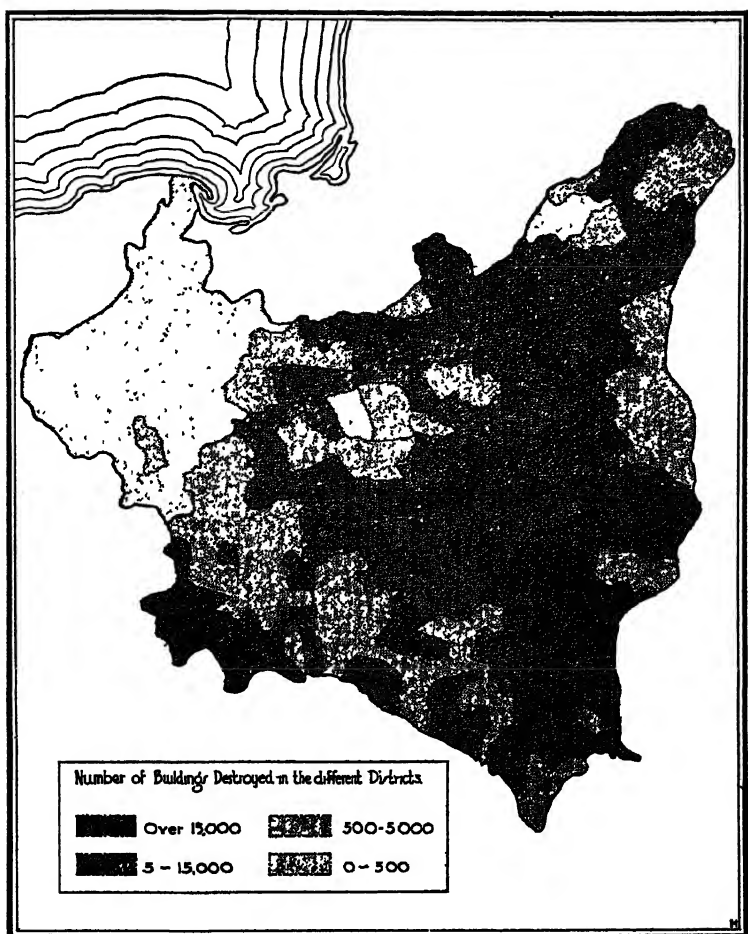 Number of Buildings Destroyed in the different Districts.
Over 15,000
500-5000
5 - 15,000
0 - 500
M